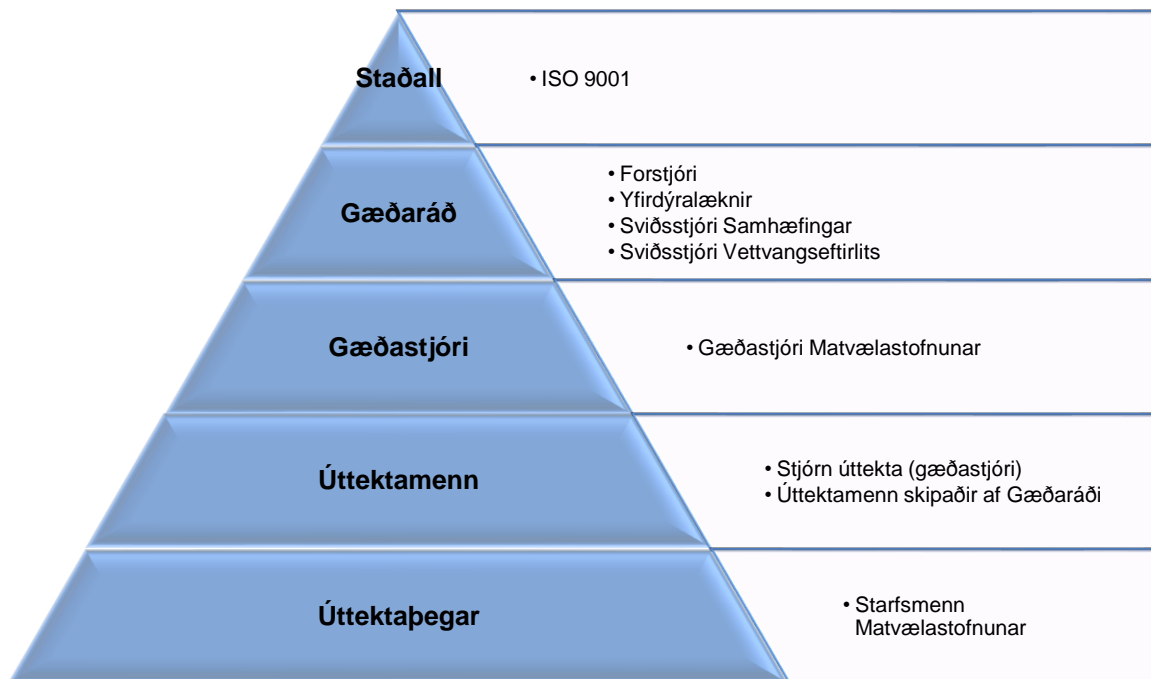 Staðall
• ISO 9001
Gæðaráð
• Forstjóri
• Yfirdýralæknir
• Sviðsstjóri Samhæfingar
• Sviðsstjóri Vettvangseftirlits
Gæðastjóri
• Gæðastjóri Matvælastofnunar
Úttektamenn
• Stjórn úttekta (gæðastjóri)
• Úttektamenn skipaðir af Gæðaráði
Úttektaþegar
• Starfsmenn
Matvælastofnunar